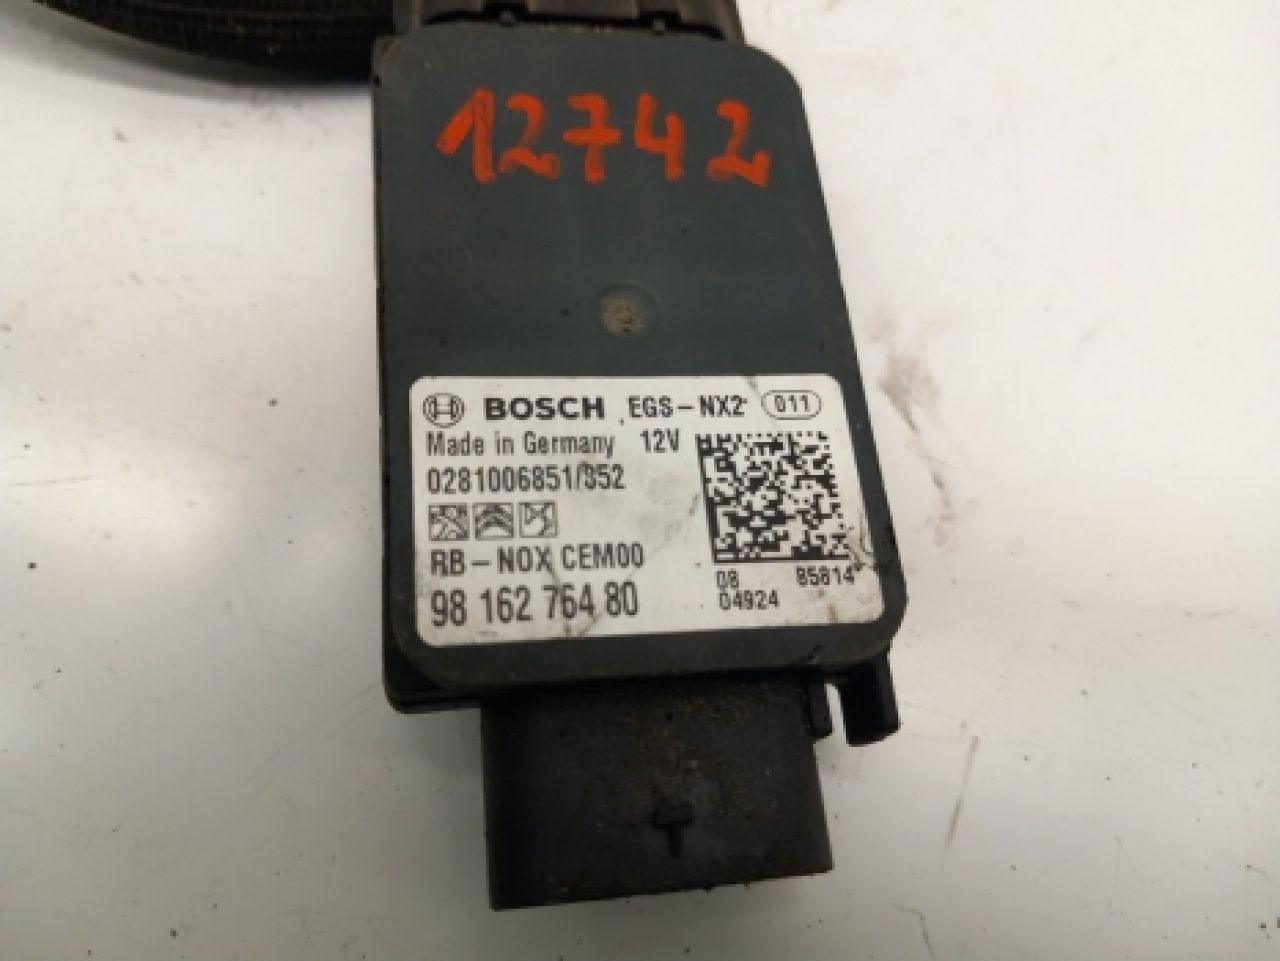 12742
BOSCH EGS-NX2 011
Made in Germany 12V
0281006851/352
RB-NOX CEM00
98 162 764 80
08 85814
04924